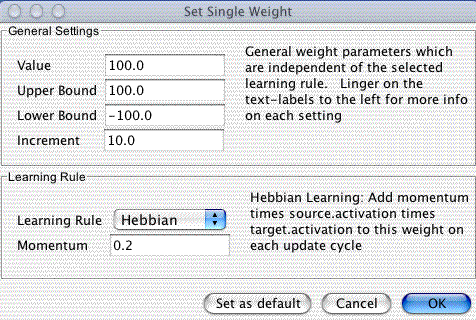 Set Single Weight
General Settings
Value 100.0
Upper Bound 100.0
Lower Bound -100.0
Increment 10.0
General weight parameters which
are independent of the selected
learning rule. Linger on the
text-labels to the left for more info
on each setting
Learning Rule
Learning Rule Hebbian
Momentum 0.2
Hebbian Learning: Add momentum
times source.activation times
target.activation to this weight on
each update cycle
Set as default Cancel OK